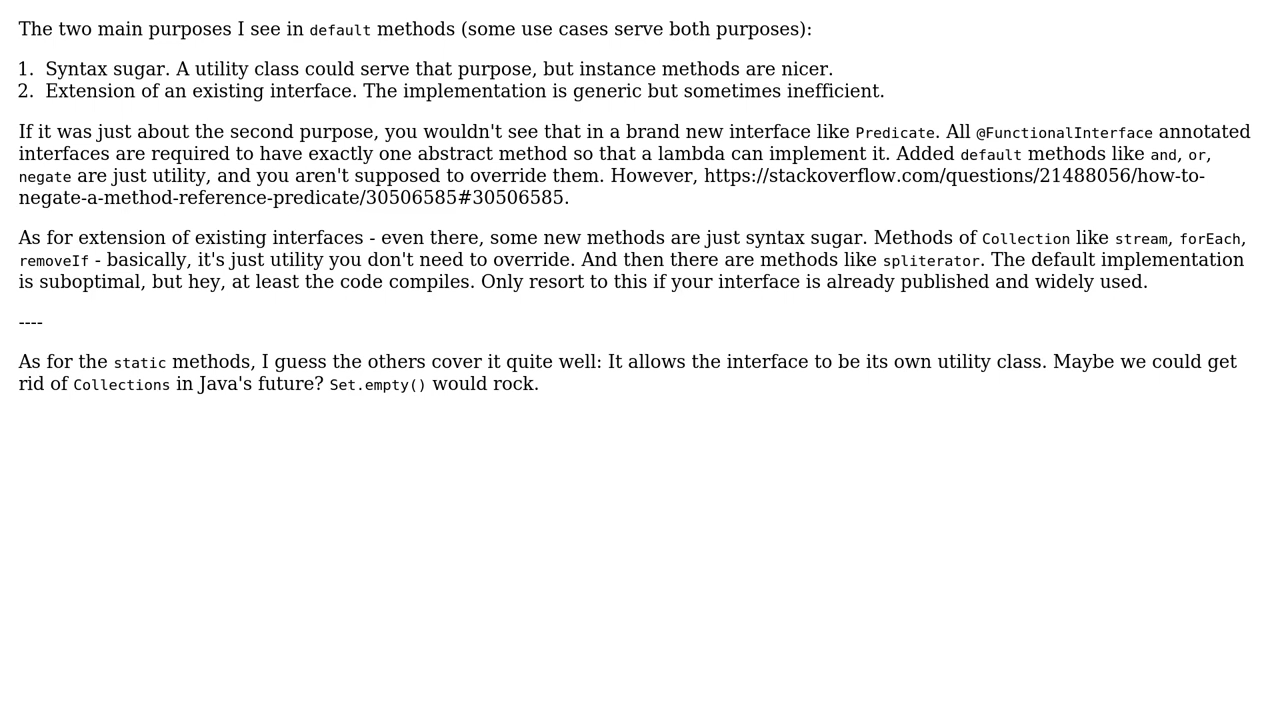 The two main purposes I see in default methods (some use cases serve both purposes):
1. Syntax sugar. A utility class could serve that purpose, but instance methods are nicer.
2. Extension of an existing interface. The implementation is generic but sometimes inefficient.
If it was just about the second purpose, you wouldn't see that in a brand new interface like Predicate. All @FunctionalInterface annotated
interfaces are required to have exactly one abstract method so that a lambda can implement it. Added default methods like and, or,
negate are just utility, and you aren't supposed to override them. However, https://stackoverflow.com/questions/21488056/how-to-
negate-a-method-reference-predicate/30506585#30506585.
As for extension of existing interfaces - even there, some new methods are just syntax sugar. Methods of Collection like stream, forEach,
removeIf - basically, it's just utility you don't need to override. And then there are methods like spliterator. The default implementation
is suboptimal, but hey, at least the code compiles. Only resort to this if your interface is already published and widely used.
----
As for the static methods, I guess the others cover it quite well: It allows the interface to be its own utility class. Maybe we could get
rid of Collections in Java's future? Set.empty() would rock.